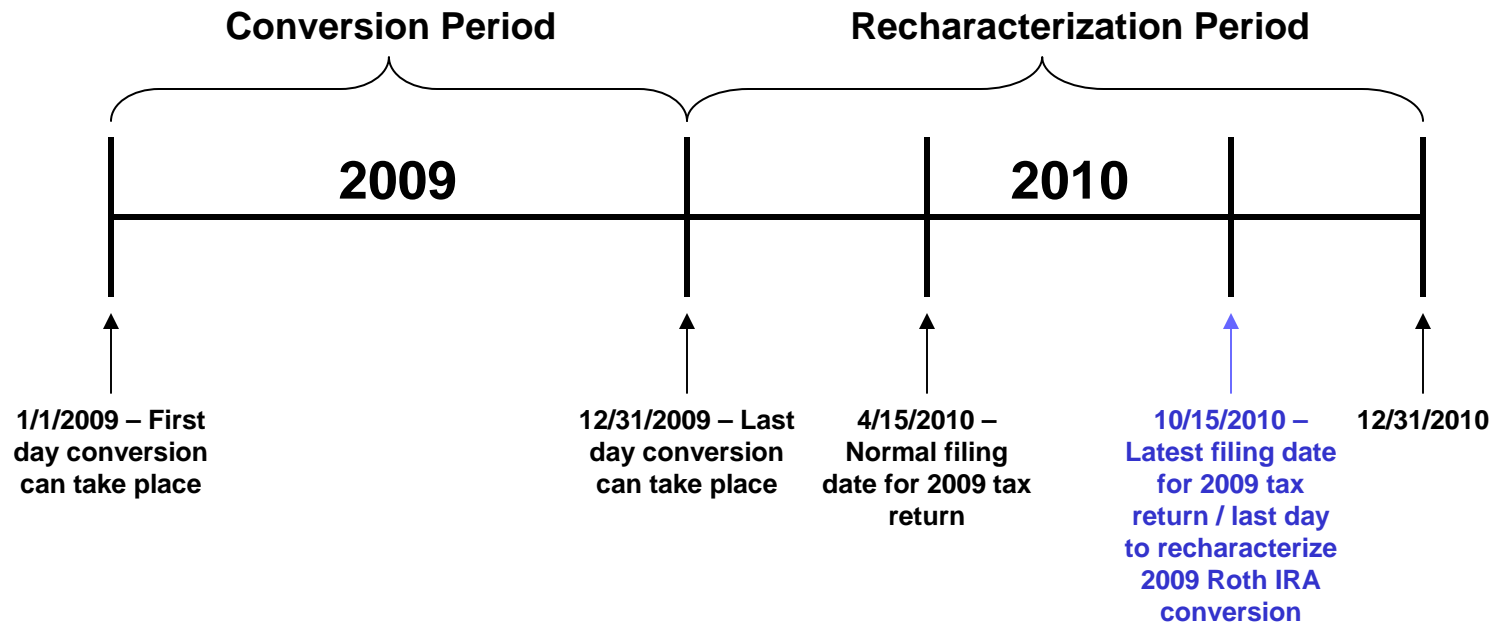 Conversion Period
Recharacterization Period
2009
2010
1/1/2009 – First
day conversion
can take place
12/31/2009 – Last
day conversion
can take place
4/15/2010 –
Normal filing
date for 2009 tax
return
10/15/2010 –
Latest filing date
for 2009 tax
return / last day
to recharacterize
2009 Roth IRA
conversion
12/31/2010